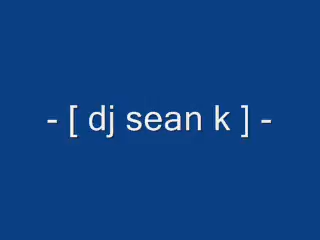 - [ dj sean k ] -